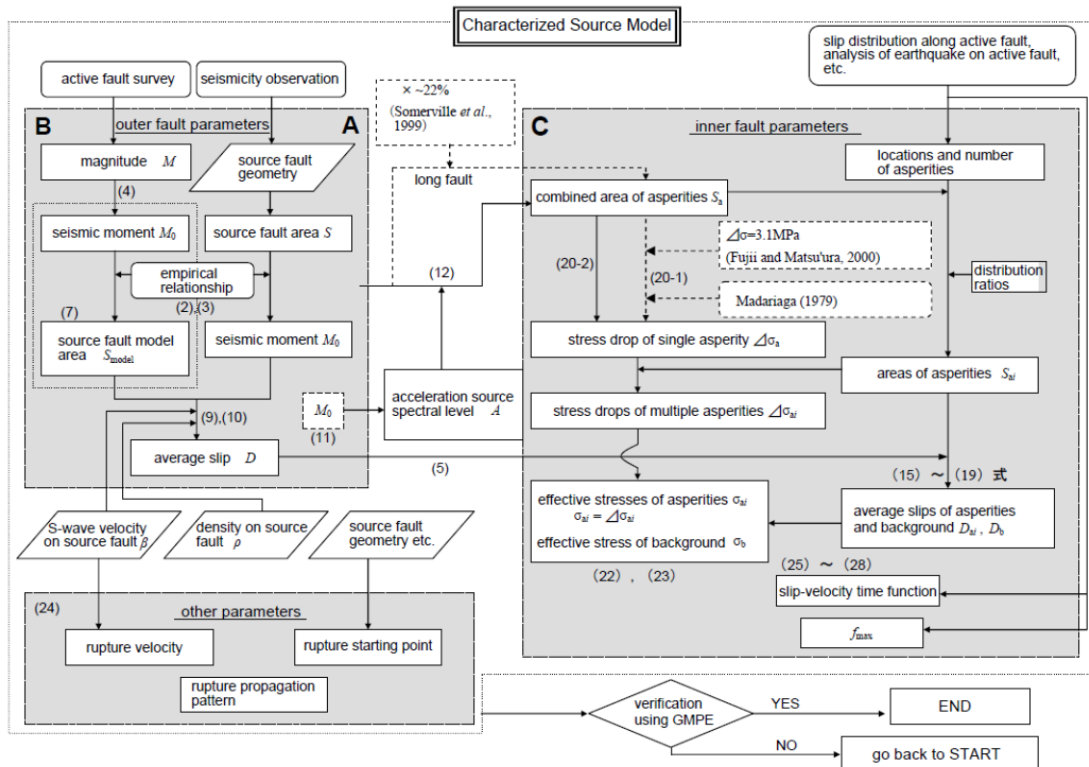 Characterized Source Model
slip distribution along active fault,
analysis of earthquake on active fault,
etc.
active fault survey
seismicity observation
× ~22%
(Somerville et al.,
1999)
B
outer fault parameters
A
C
inner fault parameters
magnitude M
source fault
geometry
long fault
locations and number
of asperities
(4)
combined area of asperities Sa
seismic moment M0
source fault area S
⊿σ=3.1MPa
(Fujii and Matsu'ura, 2000)
empirical
relationship
(12)
(20-2)
(20-1)
distribution
ratios
(2),(3)
Madariaga (1979)
(7)
source fault model
area Smodel
seismic moment M0
stress drop of single asperity ⊿σa
areas of asperities Sai
acceleration source
spectral level A
M0
(11)
(9),(10)
stress drops of multiple asperities ⊿σai
average slip D
(5)
(15) ~ (19) 式
effective stresses of asperities σai
σai = ⊿σai
effective stress of background σb
average slips of asperities
and background Dai , Db
S-wave velocity
on source fault β
density on source
fault ρ
source fault
geometry etc.
(22) , (23)
(25) ~ (28)
slip-velocity time function
(24)
other parameters
fmax
rupture velocity
rupture starting point
rupture propagation
pattern
verification
using GMPE
YES
END
NO
go back to START